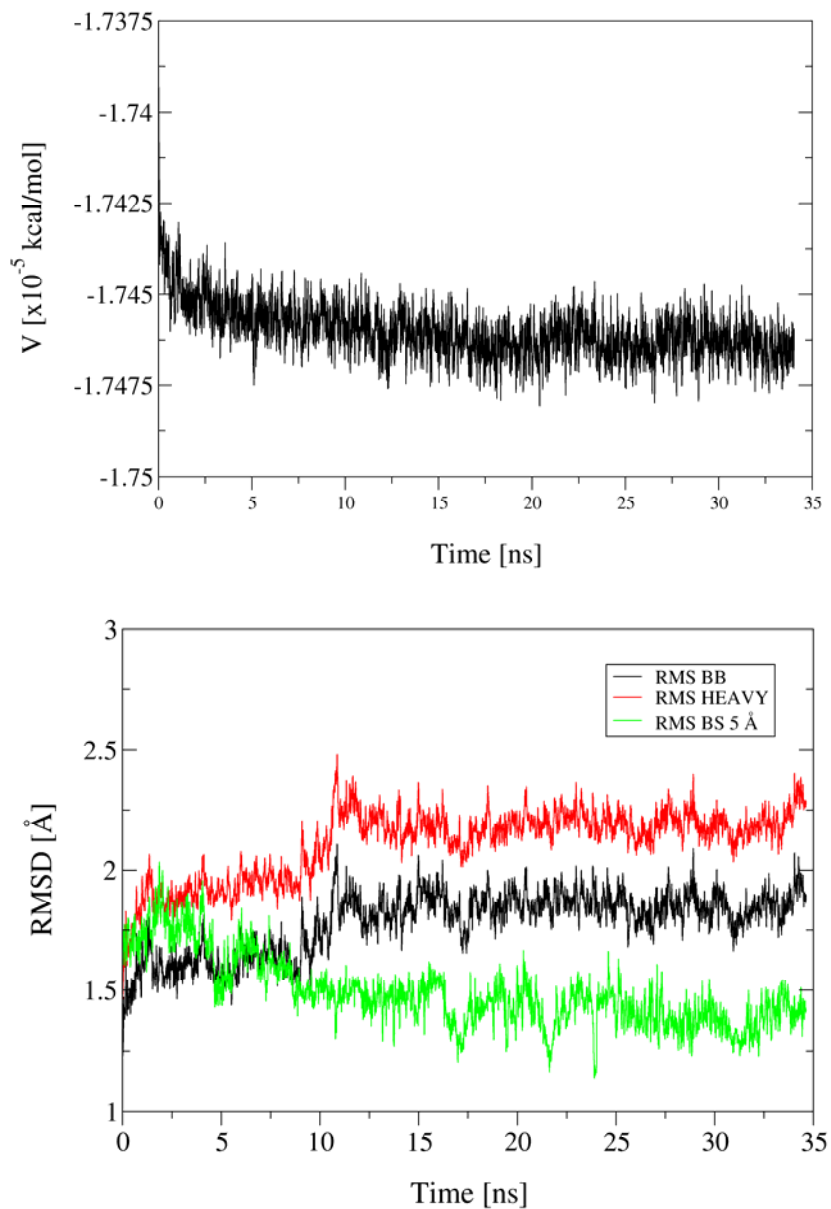 -1.7375
-1.74
-1.7425
-1.745
-1.7475
-1.75
V [x10⁻⁵ kcal/mol]
0 5 10 15 20 25 30 35
Time [ns]
3
2.5
2
1.5
1
RMSD [Å]
RMS BB
RMS HEAVY
RMS BS 5 Å
0 5 10 15 20 25 30 35
Time [ns]